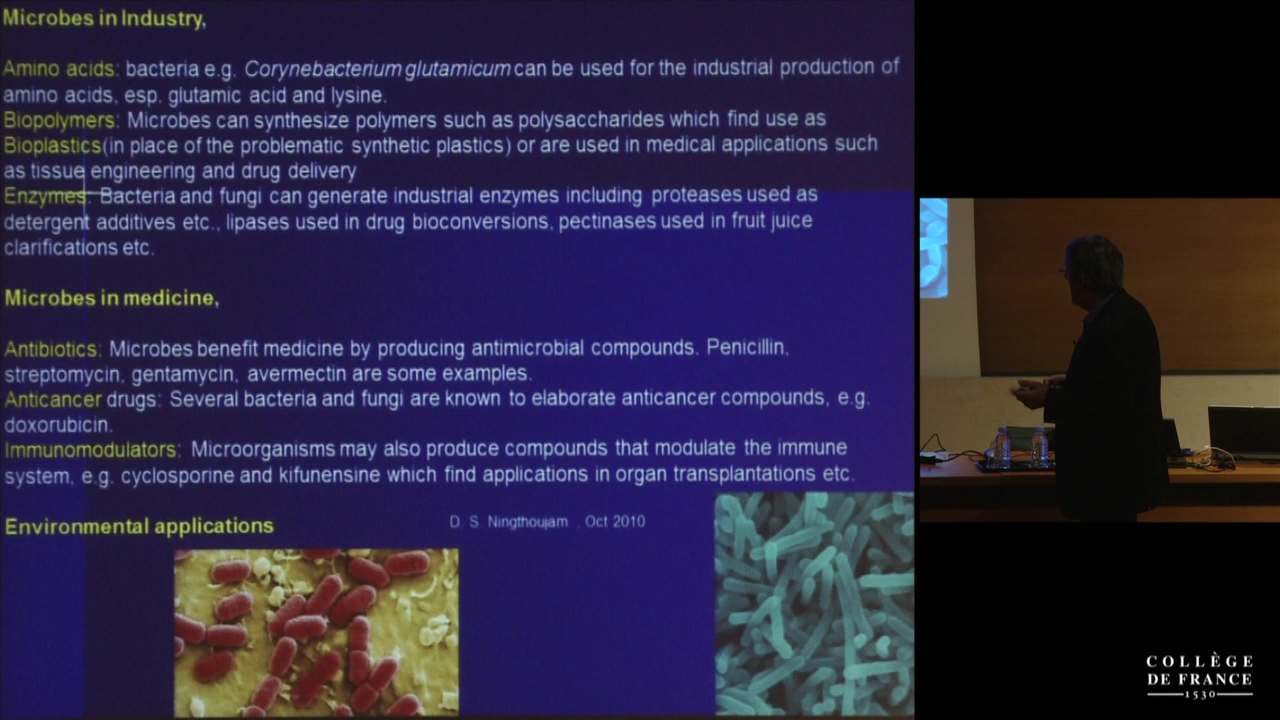 Microbes in Industry,
Amino acids: bacteria e.g. Corynebacterium glutamicum can be used for the industrial production of
amino acids, esp. glutamic acid and lysine.
Biopolymers: Microbes can synthesize polymers such as polysaccharides which find use as
Bioplastics(in place of the problematic synthetic plastics) or are used in medical applications such
as tissue engineering and drug delivery
Enzymes: Bacteria and fungi can generate industrial enzymes including proteases used as
detergent additives etc., lipases used in drug bioconversions, pectinases used in fruit juice
clarifications etc.
Microbes in medicine,
Antibiotics: Microbes benefit medicine by producing antimicrobial compounds. Penicillin,
streptomycin, gentamycin, avermectin are some examples.
Anticancer drugs: Several bacteria and fungi are known to elaborate anticancer compounds, e.g.
doxorubicin.
Immunomodulators: Microorganisms may also produce compounds that modulate the immune
system, e.g. cyclosporine and kifunensine which find applications in organ transplantations etc.
Environmental applications
D. S. Ningthoujam , Oct 2010
COLLÈGE
DE FRANCE
1530